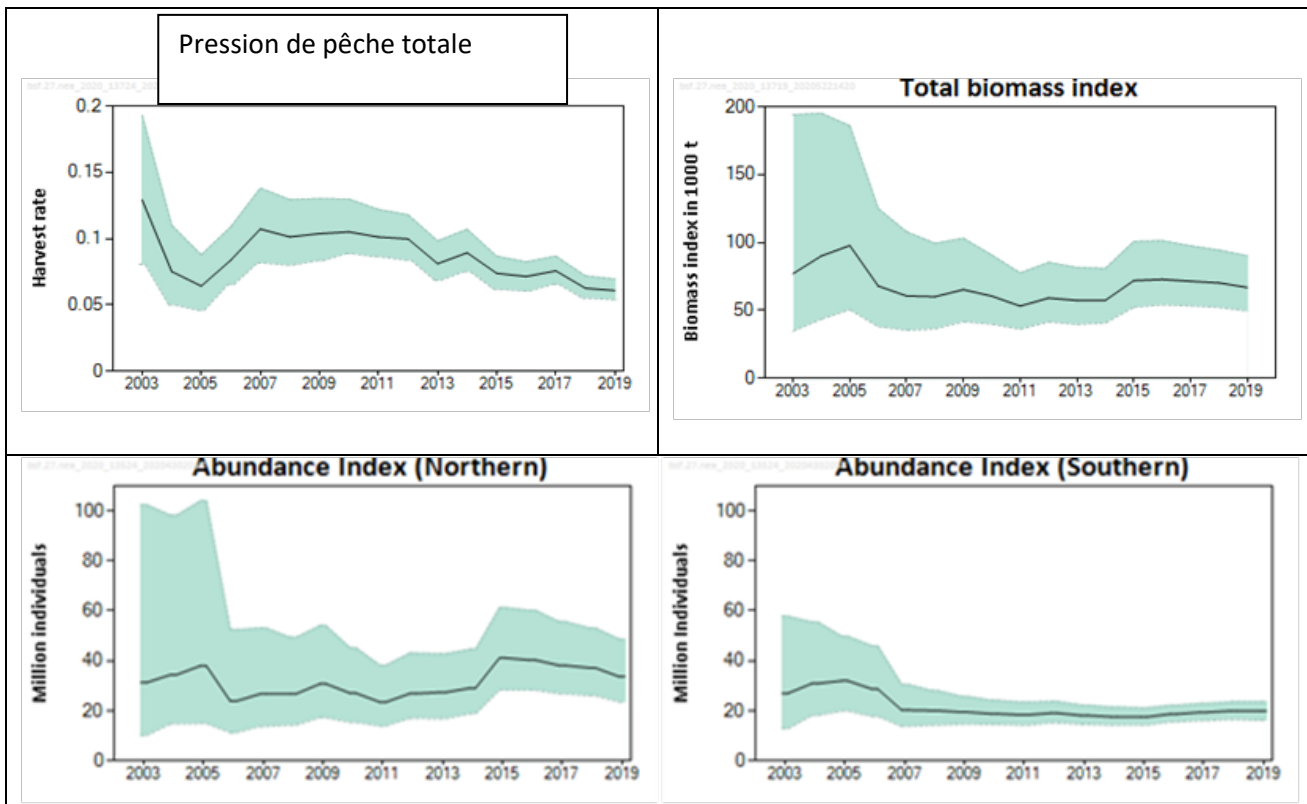 Pression de pêche totale
0.2
0.15
0.1
0.05
0
Harvest rate
2003 2005 2007 2009 2011 2013 2015 2017 2019
Total biomass index
200
150
100
50
0
Biomass index in 1000 t
2003 2005 2007 2009 2011 2013 2015 2017 2019
Abundance Index (Northern)
100
80
60
40
20
0
Million individuals
2003 2005 2007 2009 2011 2013 2015 2017 2019
Abundance Index (Southern)
100
80
60
40
20
0
Million Individuals
2003 2005 2007 2009 2011 2013 2015 2017 2019